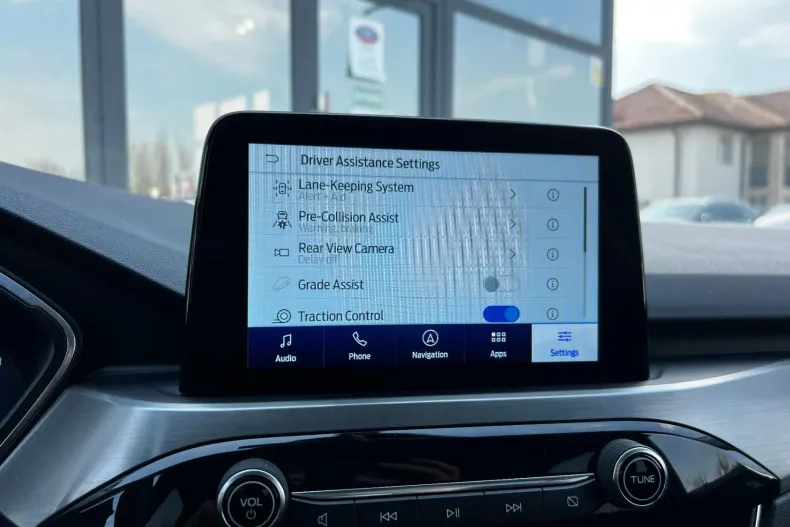 Driver Assistance Settings
Lane-Keeping System
Alert + Aid
Pre-Collision Assist
Warning, braking
Rear View Camera
Delay off
Grade Assist
Traction Control
Audio
Phone
Navigation
Apps
Settings
VOL
TUNE